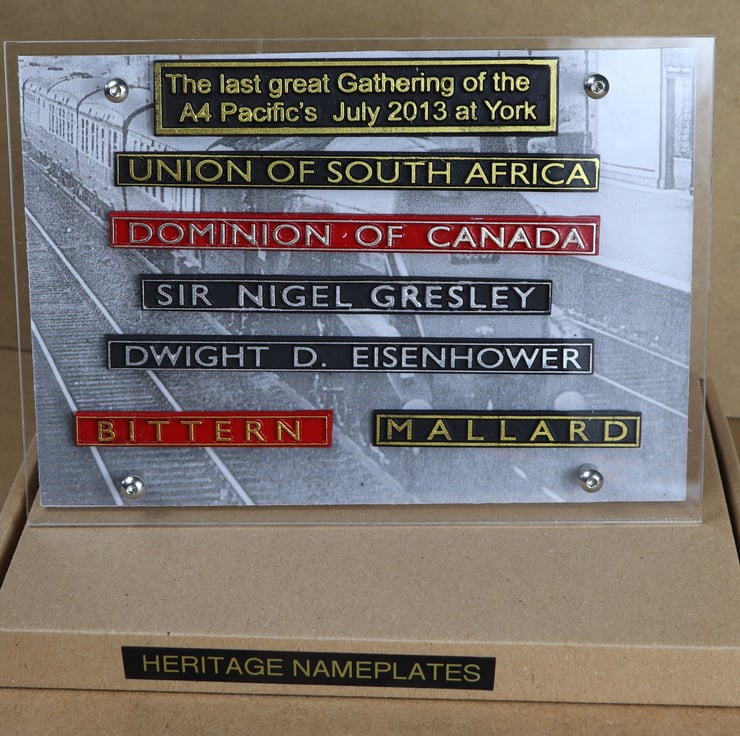 The last great Gathering of the
A4 Pacific's July 2013 at York
UNION OF SOUTH AFRICA
DOMINION OF CANADA
SIR NIGEL GRESLEY
DWIGHT D. EISENHOWER
BITTERN
MALLARD
HERITAGE NAMEPLATES